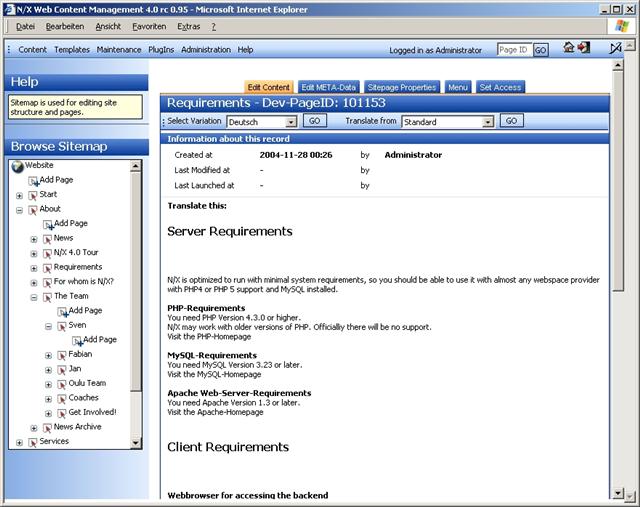 N/X Web Content Management 4.0 rc 0.95 - Microsoft Internet Explorer
Datei Bearbeiten Ansicht Favoriten Extras ?
Content Templates Maintenance PlugIns Administration Help Logged in as Administrator Page ID GO
Help
Sitemap is used for editing site
structure and pages.
Browse Sitemap
Website
Add Page
Start
About
Add Page
News
N/X 4.0 Tour
Requirements
For whom is N/X?
The Team
Add Page
Sven
Add Page
Fabian
Jan
Oulu Team
Coaches
Get Involved!
News Archive
Services
Edit Content Edit META-Data Sitepage Properties Menu Set Access
Requirements - Dev-PageID: 101153
Select Variation Deutsch GO Translate from Standard GO
Information about this record
Created at 2004-11-28 00:26 by Administrator
Last Modified at - by
Last Launched at - by
Translate this:
Server Requirements
N/X is optimized to run with minimal system requirements, so you should be able to use it with almost any webspace provider
with PHP4 or PHP 5 support and MySQL installed.
PHP-Requirements
You need PHP Version 4.3.0 or higher.
N/X may work with older versions of PHP. Officiallly there will be no support.
Visit the PHP-Homepage
MySQL-Requirements
You need MySQL Version 3.23 or later.
Visit the MySQL-Homepage
Apache Web-Server-Requirements
You need Apache Version 1.3 or later.
Visit the Apache-Homepage
Client Requirements
Webbrowser for accessing the backend